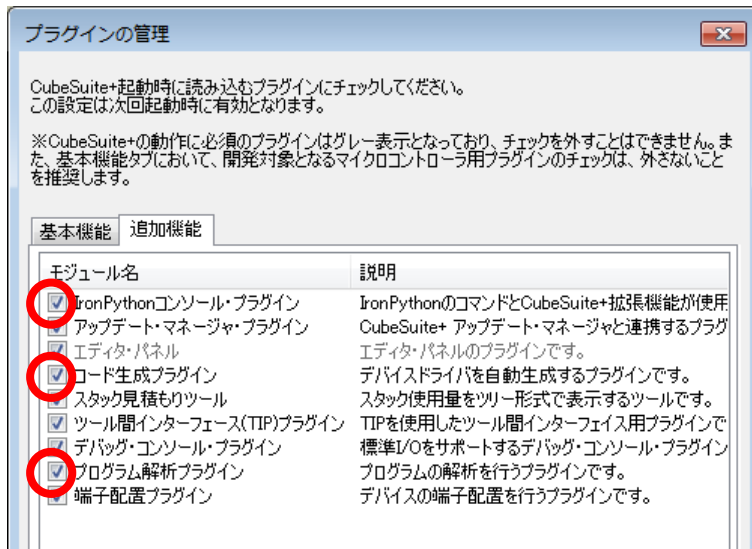 プラグインの管理
CubeSuite+起動時に読み込むプラグインにチェックしてください。
この設定は次回起動時に有効となります。
※CubeSuite+の動作に必須のプラグインはグレー表示となっており、チェックを外すことはできません。ま
た、基本機能タブにおいて、開発対象となるマイクロコントローラ用プラグインのチェックは、外さないこと
を推奨します。
基本機能 追加機能
モジュール名 説明
IronPythonコンソール・プラグイン IronPythonのコマンドとCubeSuite+拡張機能が使用
アップデート・マネージャ・プラグイン CubeSuite+ アップデート・マネージャと連携するプラグ
エディタ・パネル エディタ・パネルのプラグインです。
コード生成プラグイン デバイスドライバを自動生成するプラグインです。
スタック見積もりツール スタック使用量をツリー形式で表示するツールです。
ツール間インターフェース(TIP)プラグイン TIPを使用したツール間インターフェイス用プラグインで
デバッグ・コンソール・プラグイン 標準I/Oをサポートするデバッグ・コンソール・プラグイン
プログラム解析プラグイン プログラムの解析を行うプラグインです。
端子配置プラグイン デバイスの端子配置を行うプラグインです。